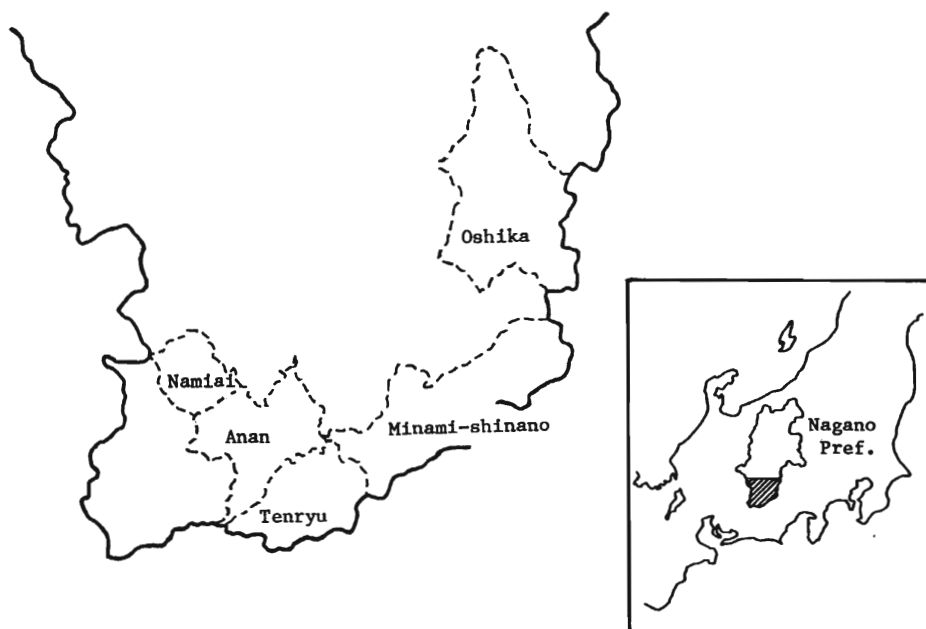 Oshika
Namiai
Anan
Minami-shinano
Tenryu
Nagano
Pref.